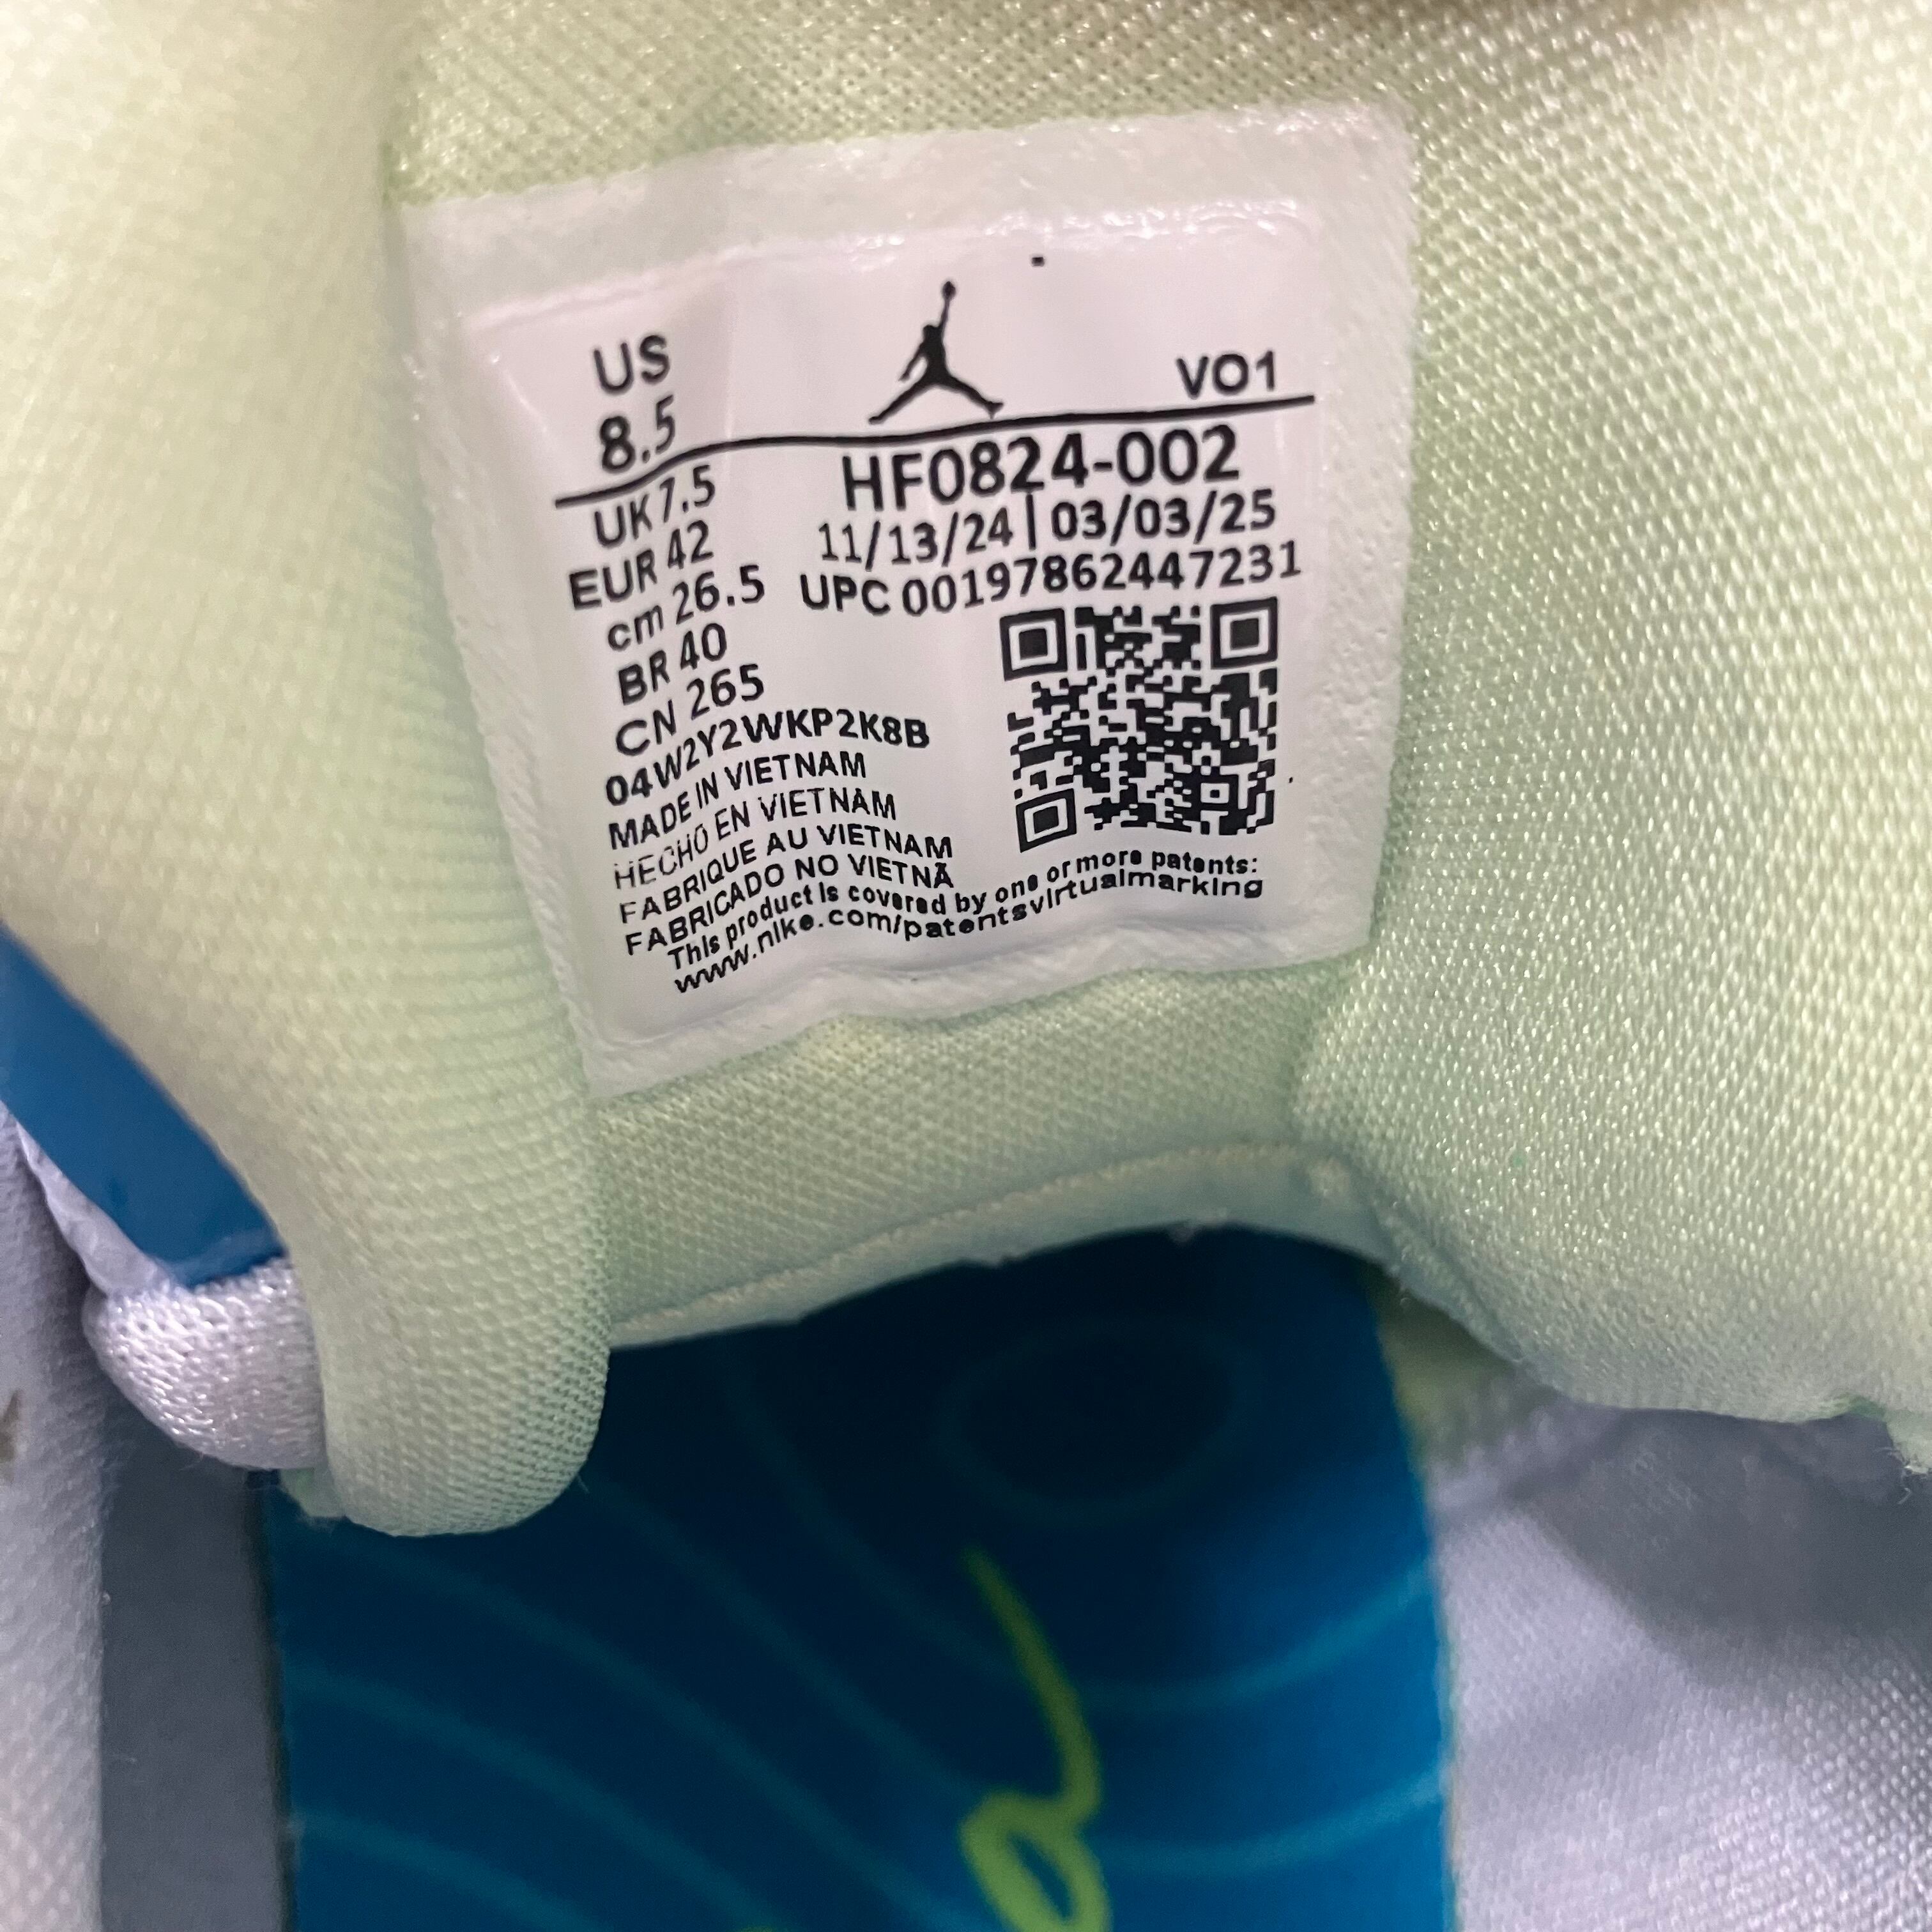 US
8.5
VO1
UK 7.5
EUR 42
cm 26.5
BR 40
CN 265
HF0824-002
11/13/24 | 03/03/25
UPC 00197862447231
04W2Y2WKP2K8B
MADE IN VIETNAM
HECHO EN VIETNAM
FABRIQUE AU VIETNAM
FABRICADO NO VIETNÃ
This product is covered by one or more patents:
www.nike.com/patentsvirtualmarking